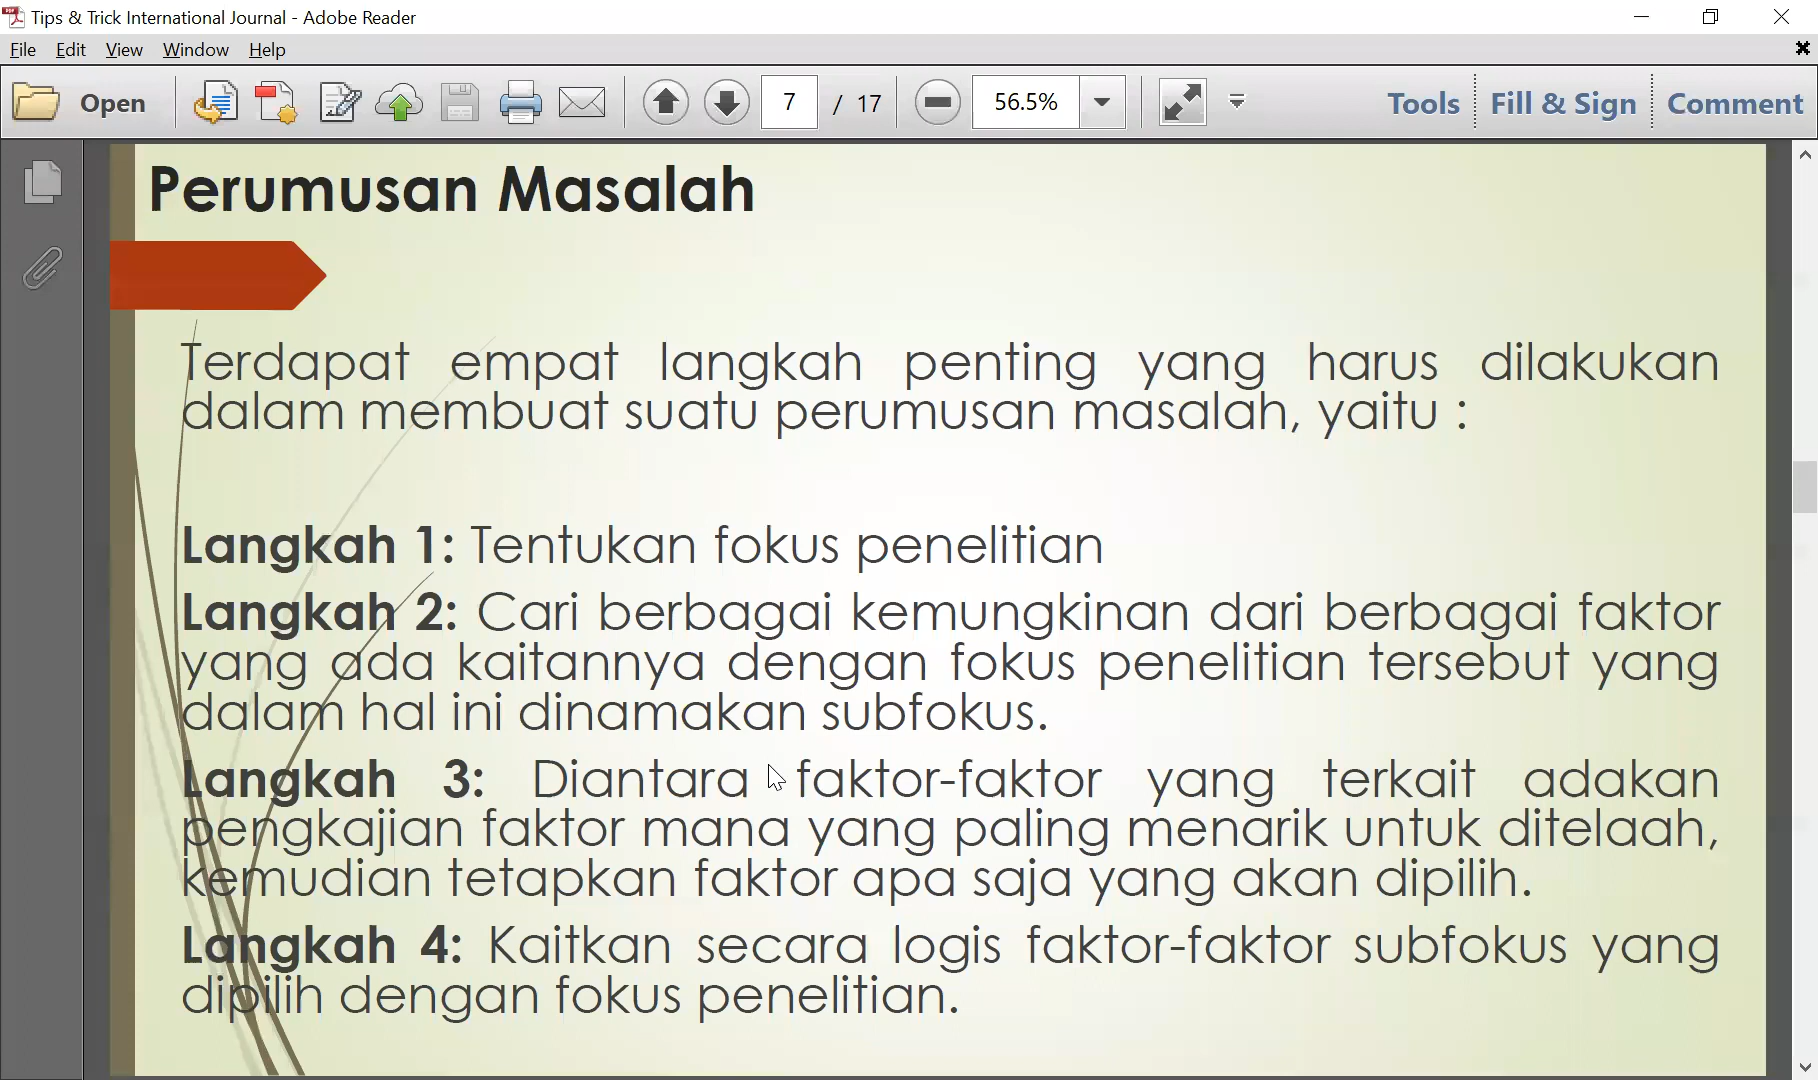 Tips & Trick International Journal - Adobe Reader
File Edit View Window Help
Open 7 / 17 56.5% Tools Fill & Sign Comment
Perumusan Masalah
Terdapat empat langkah penting yang harus dilakukan
dalam membuat suatu perumusan masalah, yaitu :
Langkah 1: Tentukan fokus penelitian
Langkah 2: Cari berbagai kemungkinan dari berbagai faktor
yang ada kaitannya dengan fokus penelitian tersebut yang
dalam hal ini dinamakan subfokus.
Langkah 3: Diantara faktor-faktor yang terkait adakan
pengkajian faktor mana yang paling menarik untuk ditelaah,
kemudian tetapkan faktor apa saja yang akan dipilih.
Langkah 4: Kaitkan secara logis faktor-faktor subfokus yang
dipilih dengan fokus penelitian.